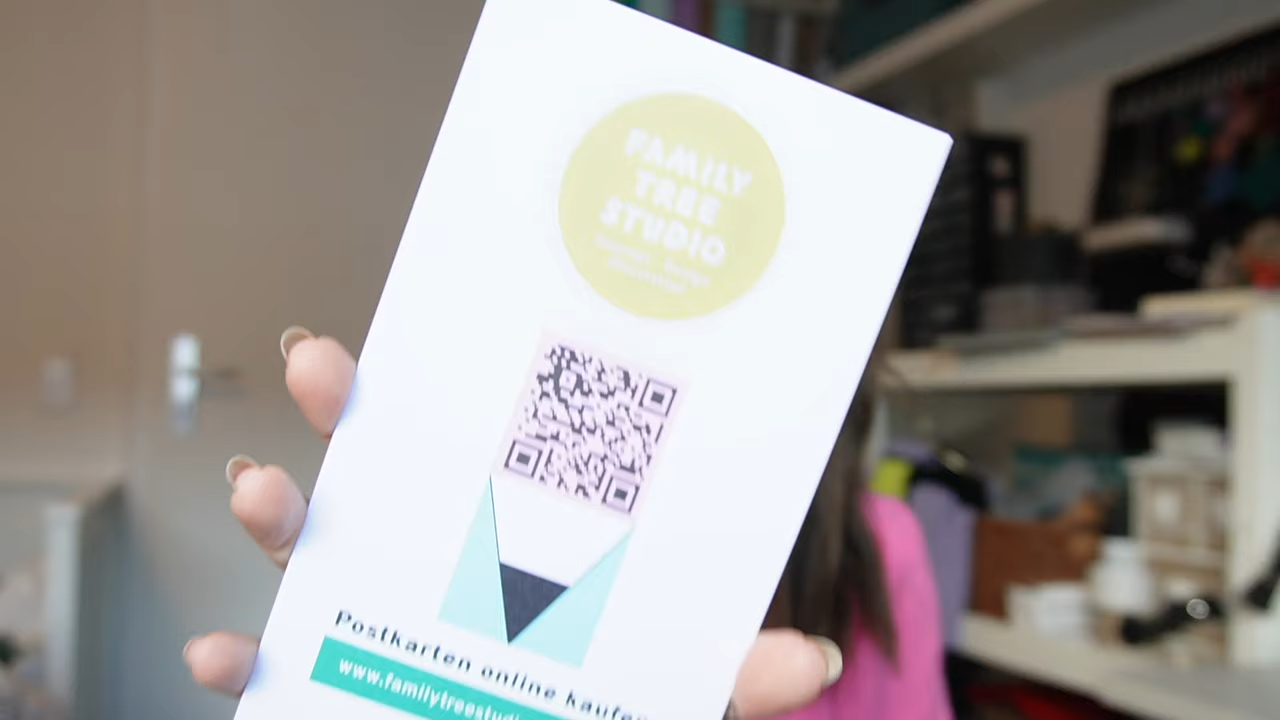 FAMILY
TREE
STUDIO
Postkarten online kaufen
www.familytreestudi